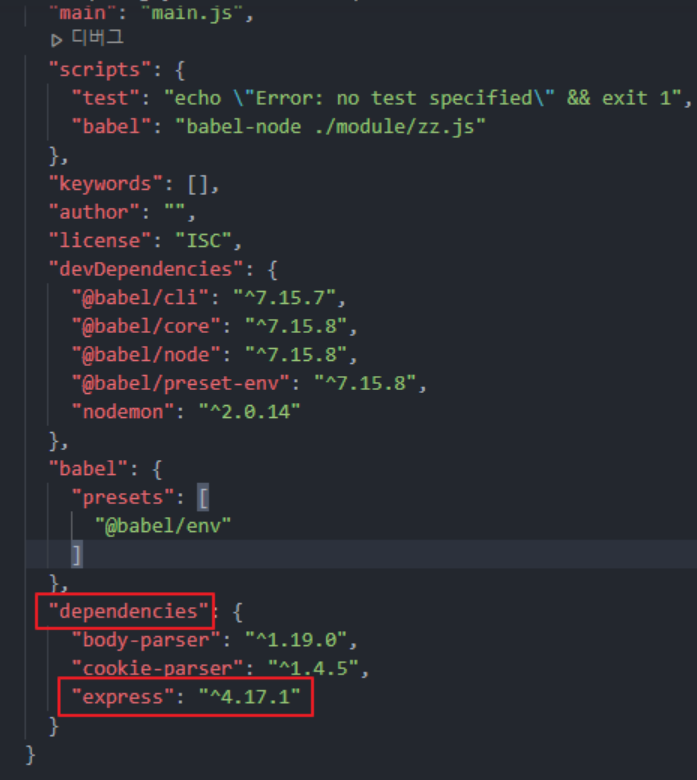 "main": "main.js",
▷ 디버그
"scripts": {
"test": "echo \"Error: no test specified\" && exit 1",
"babel": "babel-node ./module/zz.js"
},
"keywords": [],
"author": "",
"license": "ISC",
"devDependencies": {
"@babel/cli": "^7.15.7",
"@babel/core": "^7.15.8",
"@babel/node": "^7.15.8",
"@babel/preset-env": "^7.15.8",
"nodemon": "^2.0.14"
},
"babel": {
"presets": [
"@babel/env"
]
},
"dependencies": {
"body-parser": "^1.19.0",
"cookie-parser": "^1.4.5",
"express": "^4.17.1"
}
}